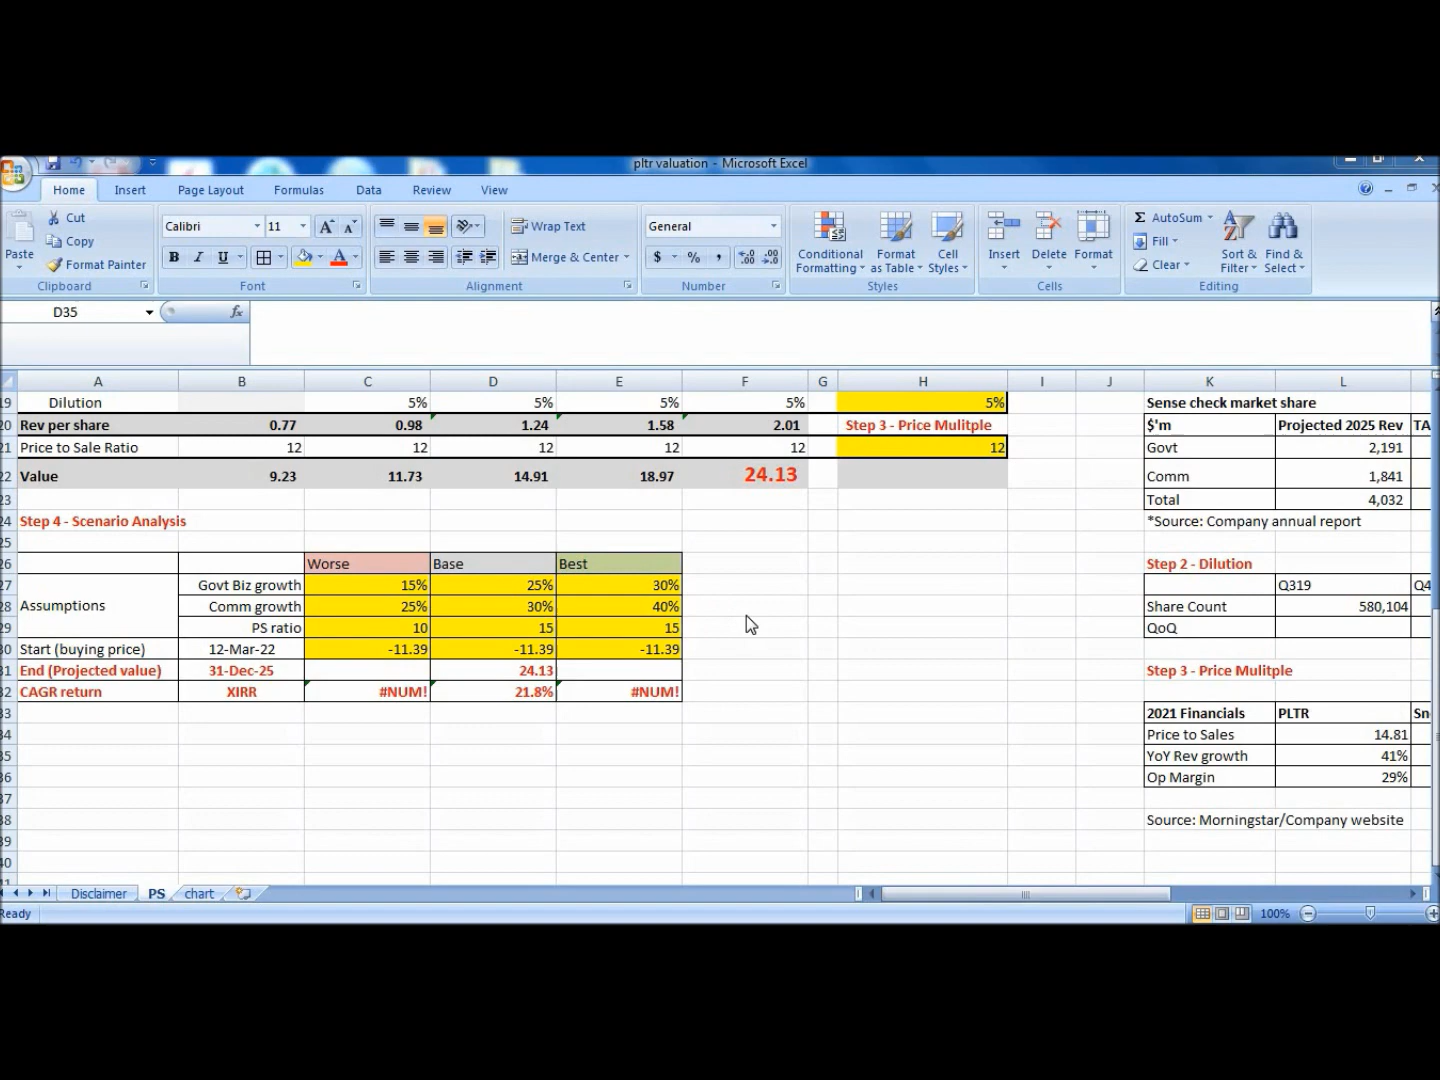 pltr valuation - Microsoft Excel
Home Insert Page Layout Formulas Data Review View
Cut Calibri 11 A A Wrap Text General Σ AutoSum
Copy Fill
Paste Format Painter B I U A Merge & Center $ % , Conditional Formatting Format as Table Cell Styles Insert Delete Format Clear Sort & Filter Find & Select
Clipboard Font Alignment Number Styles Cells Editing
D35 fx
A B C D E F G H I J K L
19 Dilution 5% 5% 5% 5% 5% Sense check market share
20 Rev per share 0.77 0.98 1.24 1.58 2.01 Step 3 - Price Mulitple $'m Projected 2025 Rev TA
21 Price to Sale Ratio 12 12 12 12 12 12 Govt 2,191
22 Value 9.23 11.73 14.91 18.97 24.13 Comm 1,841
23 Total 4,032
24 Step 4 - Scenario Analysis *Source: Company annual report
25
26 Worse Base Best Step 2 - Dilution
27 Govt Biz growth 15% 25% 30% Q319 Q4
28 Assumptions Comm growth 25% 30% 40% Share Count 580,104
29 PS ratio 10 15 15 QoQ
30 Start (buying price) 12-Mar-22 -11.39 -11.39 -11.39
31 End (Projected value) 31-Dec-25 24.13 Step 3 - Price Mulitple
32 CAGR return XIRR #NUM! 21.8% #NUM!
33 2021 Financials PLTR Sn
34 Price to Sales 14.81
35 YoY Rev growth 41%
36 Op Margin 29%
37
38 Source: Morningstar/Company website
39
40
Disclaimer PS chart
Ready 100%